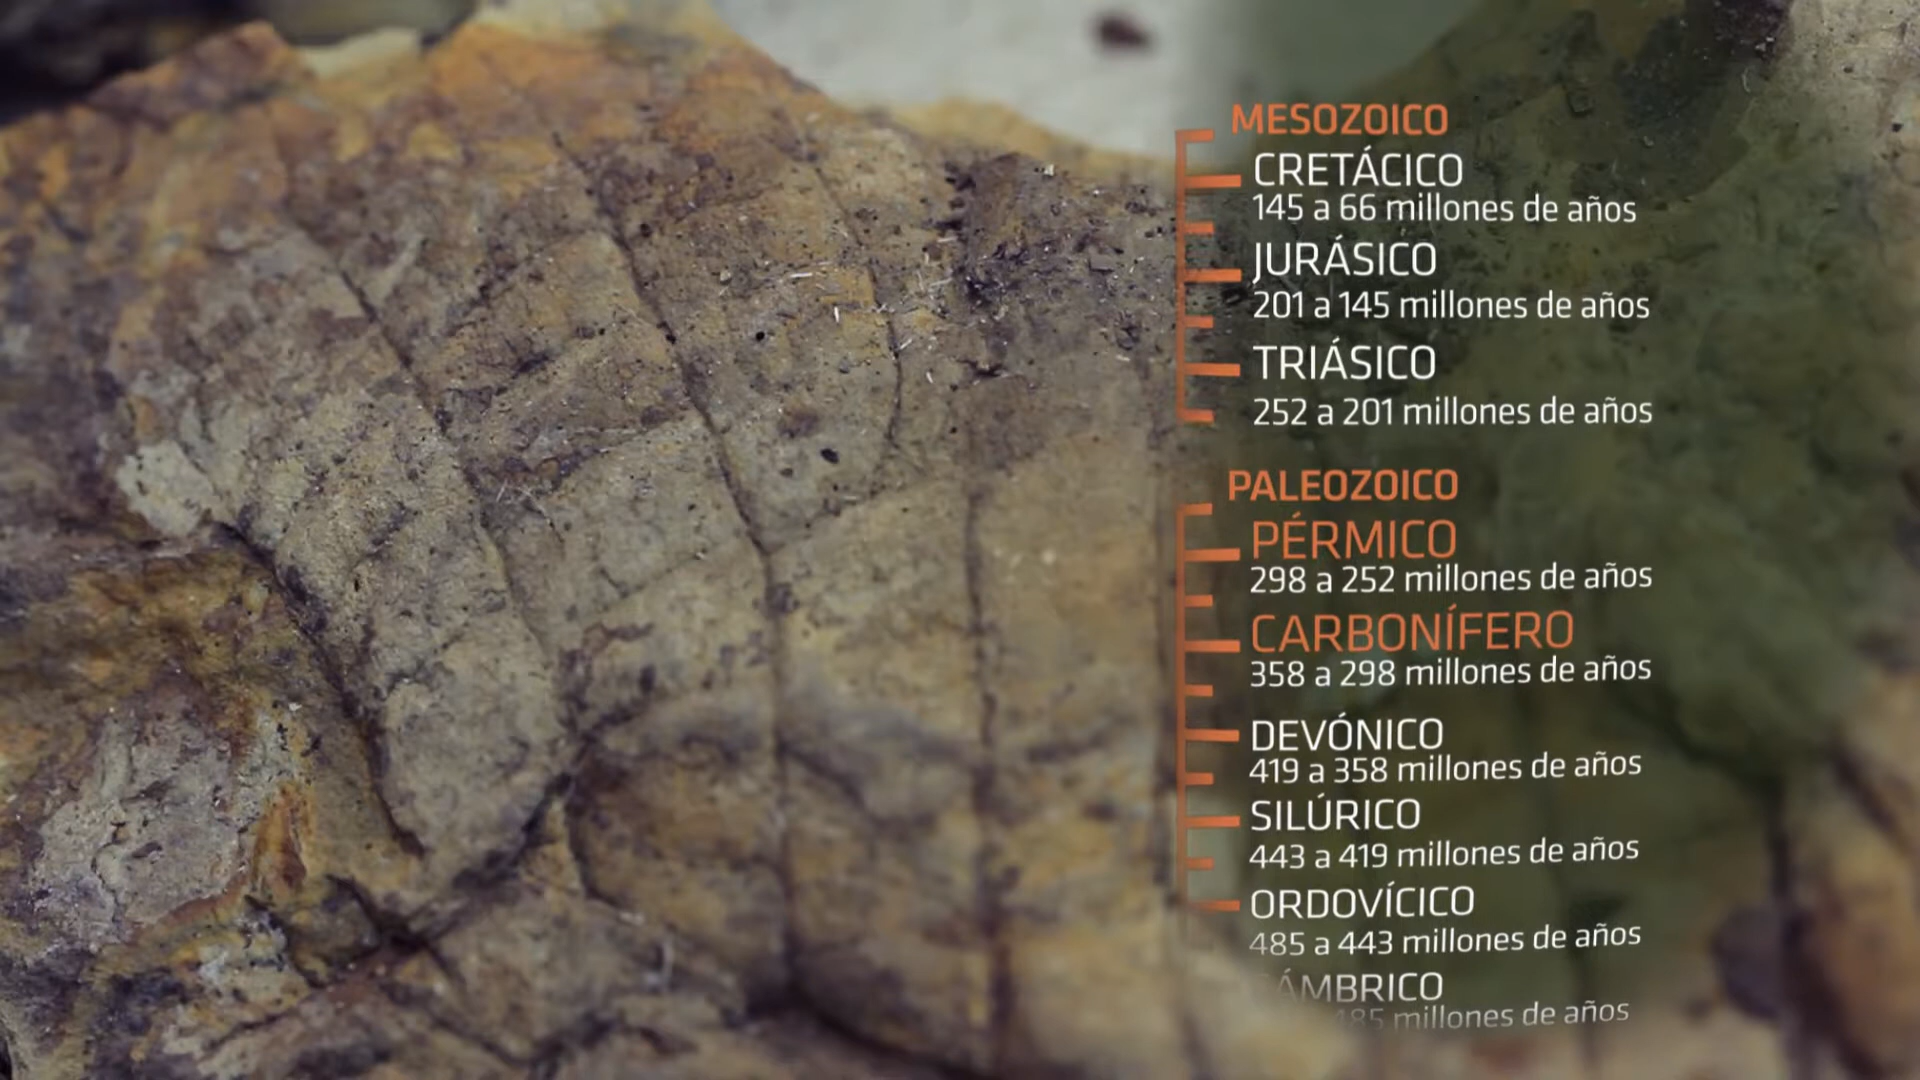 MESOZOICO
CRETÁCICO
145 a 66 millones de años
JURÁSICO
201 a 145 millones de años
TRIÁSICO
252 a 201 millones de años
PALEOZOICO
PÉRMICO
298 a 252 millones de años
CARBONÍFERO
358 a 298 millones de años
DEVÓNICO
419 a 358 millones de años
SILÚRICO
443 a 419 millones de años
ORDOVÍCICO
485 a 443 millones de años
ÁMBRICO
485 millones de años